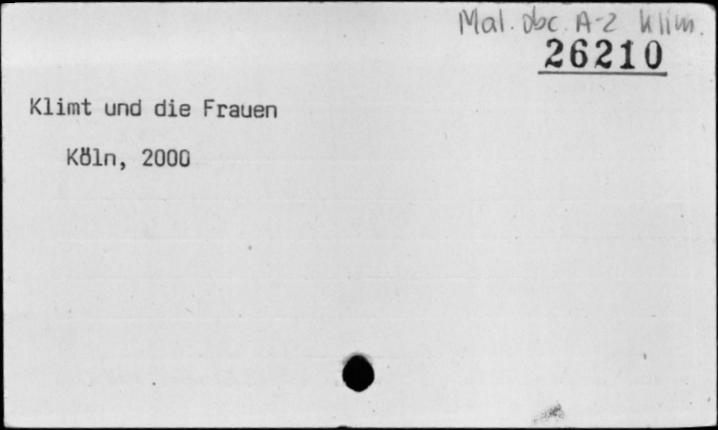 Mal. obc. A-Z Klim.
26210
Klimt und die Frauen
Köln, 2000